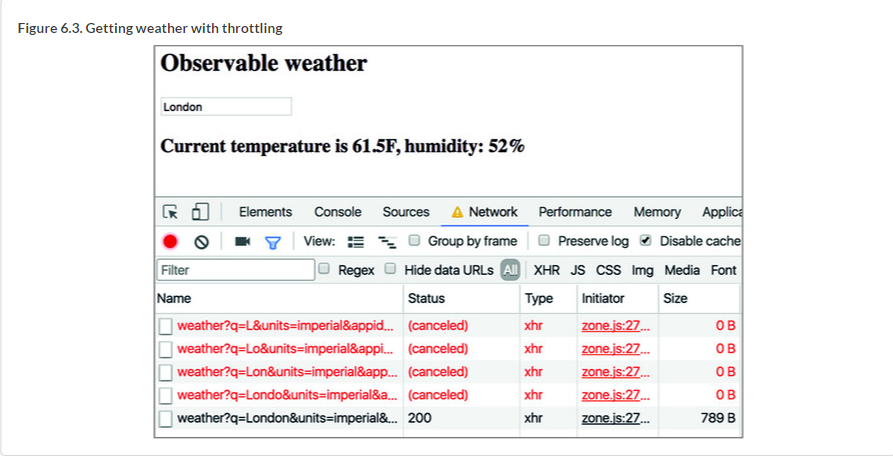 Figure 6.3. Getting weather with throttling
Observable weather
London
Current temperature is 61.5F, humidity: 52%
Elements Console Sources Network Performance Memory Applica
View: Group by frame Preserve log Disable cache
Filter Regex Hide data URLs All XHR JS CSS Img Media Font
Name Status Type Initiator Size
weather?q=L&units=imperial&appid... (canceled) xhr zone.js:27... 0 B
weather?q=Lo&units=imperial&appi... (canceled) xhr zone.js:27... 0 B
weather?q=Lon&units=imperial&app... (canceled) xhr zone.js:27... 0 B
weather?q=Londo&units=imperial&a... (canceled) xhr zone.js:27... 0 B
weather?q=London&units=imperial&... 200 xhr zone.js:27... 789 B